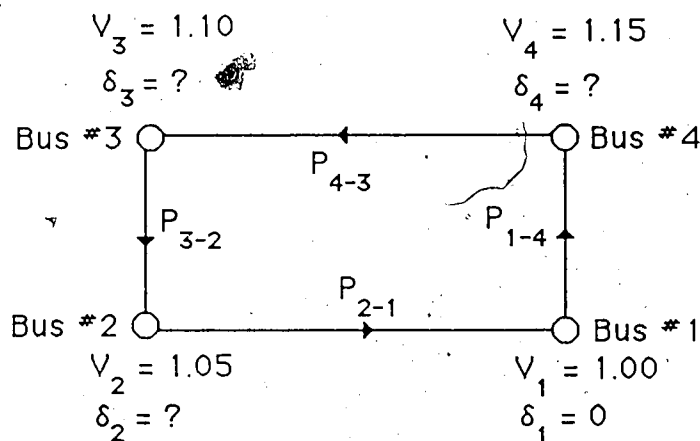 V₃ = 1.10 V₄ = 1.15
δ₃ = ? δ₄ = ?
Bus #3 Bus #4
P₄₋₃
P₃₋₂ P₁₋₄
P₂₋₁
Bus #2 Bus #1
V₂ = 1.05 V₁ = 1.00
δ₂ = ? δ₁ = 0